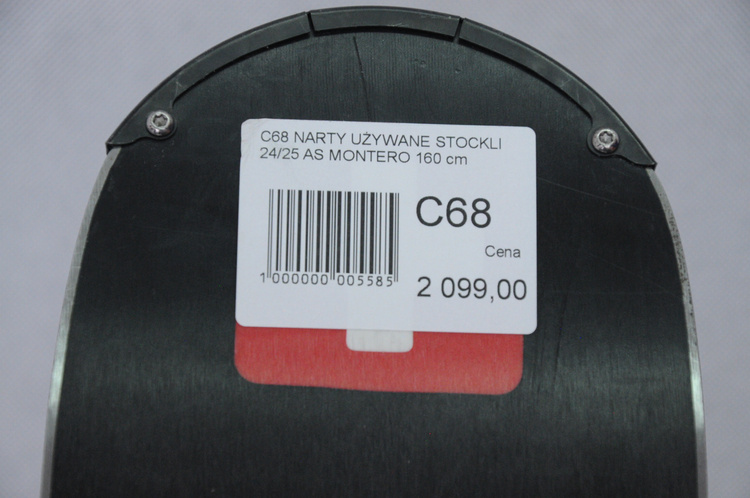 C68 NARTY UŻYWANE STOCKLI
24/25 AS MONTERO 160 cm
C68
Cena
1 000000 005585
2 099,00